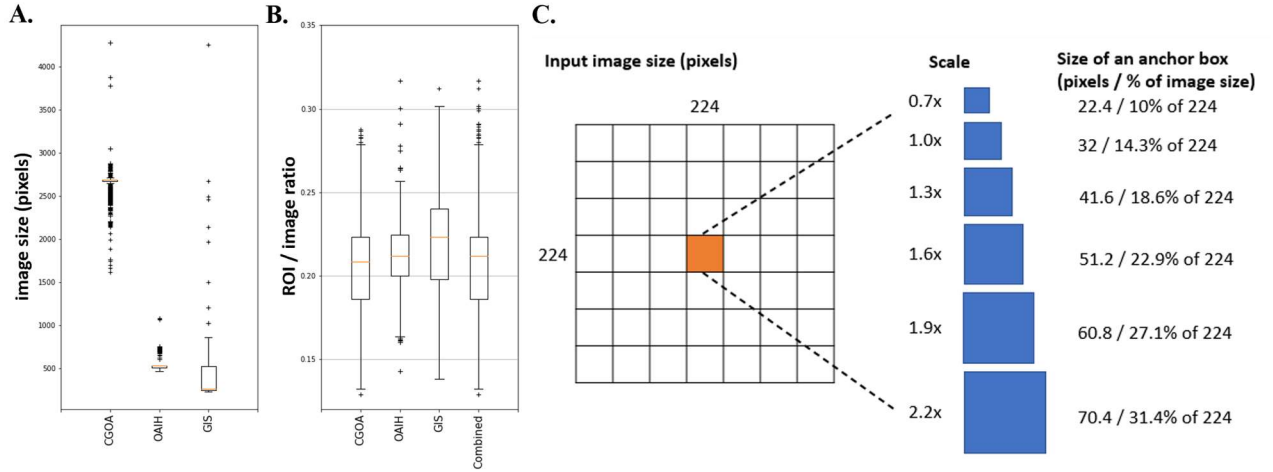 A.
image size (pixels)
4000
3500
3000
2500
2000
1500
1000
500
CGOA
OAIH
GIS
B.
ROI / image ratio
0.35
0.30
0.25
0.20
0.15
CGOA
OAIH
GIS
Combined
C.
Input image size (pixels)
224
224
Scale
Size of an anchor box
(pixels / % of image size)
0.7x
22.4 / 10% of 224
1.0x
32 / 14.3% of 224
1.3x
41.6 / 18.6% of 224
1.6x
51.2 / 22.9% of 224
1.9x
60.8 / 27.1% of 224
2.2x
70.4 / 31.4% of 224